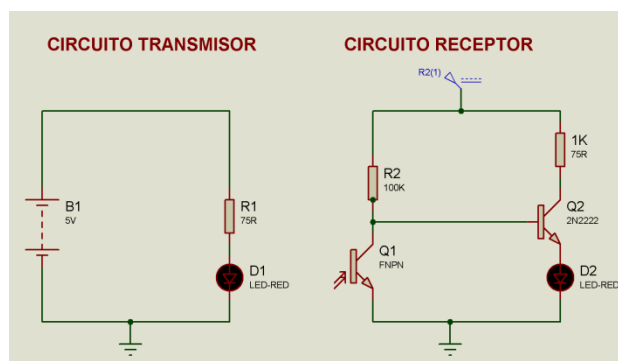 CIRCUITO TRANSMISOR
CIRCUITO RECEPTOR
R2(1)
B1
5V
R1
75R
D1
LED-RED
R2
100K
Q1
FNPN
1K
75R
Q2
2N2222
D2
LED-RED